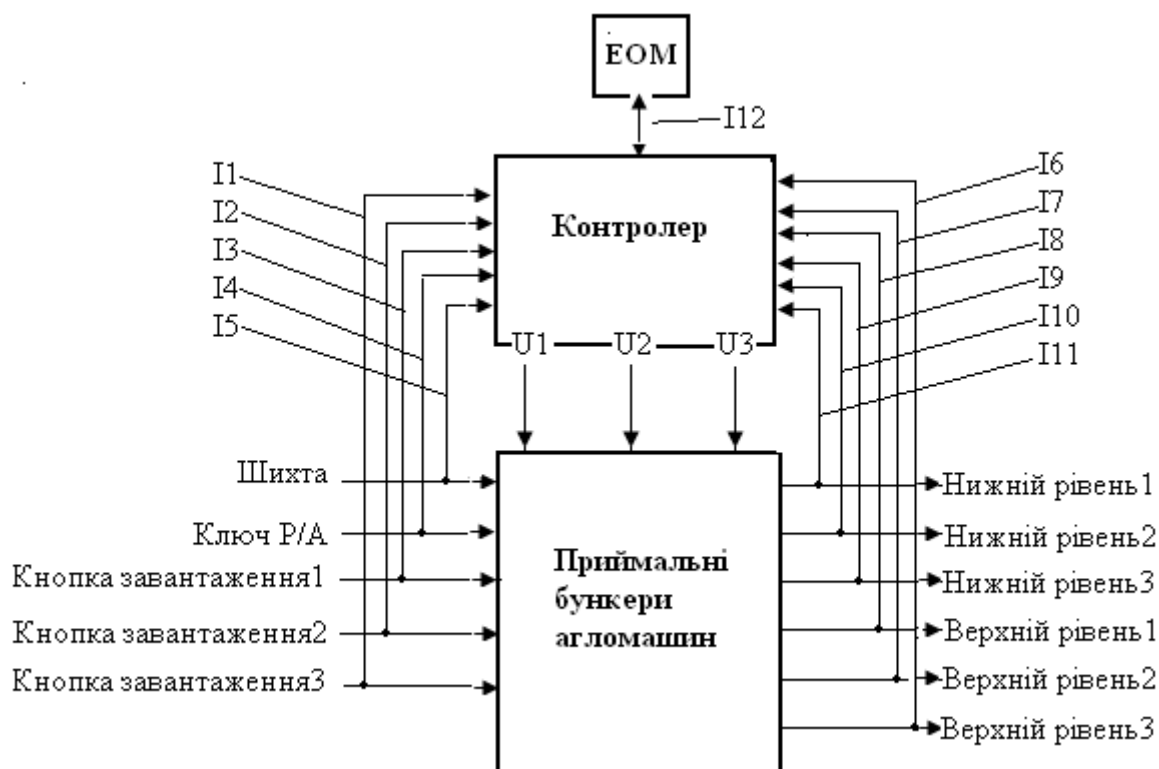 ЕОМ
I12
I1
I2
I3
I4
I5
Контролер
I6
I7
I8
I9
I10
I11
U1 U2 U3
Шихта
Ключ Р/А
Кнопка завантаження1
Кнопка завантаження2
Кнопка завантаження3
Приймальні
бункери
агломашин
Нижній рівень1
Нижній рівень2
Нижній рівень3
Верхній рівень1
Верхній рівень2
Верхній рівень3